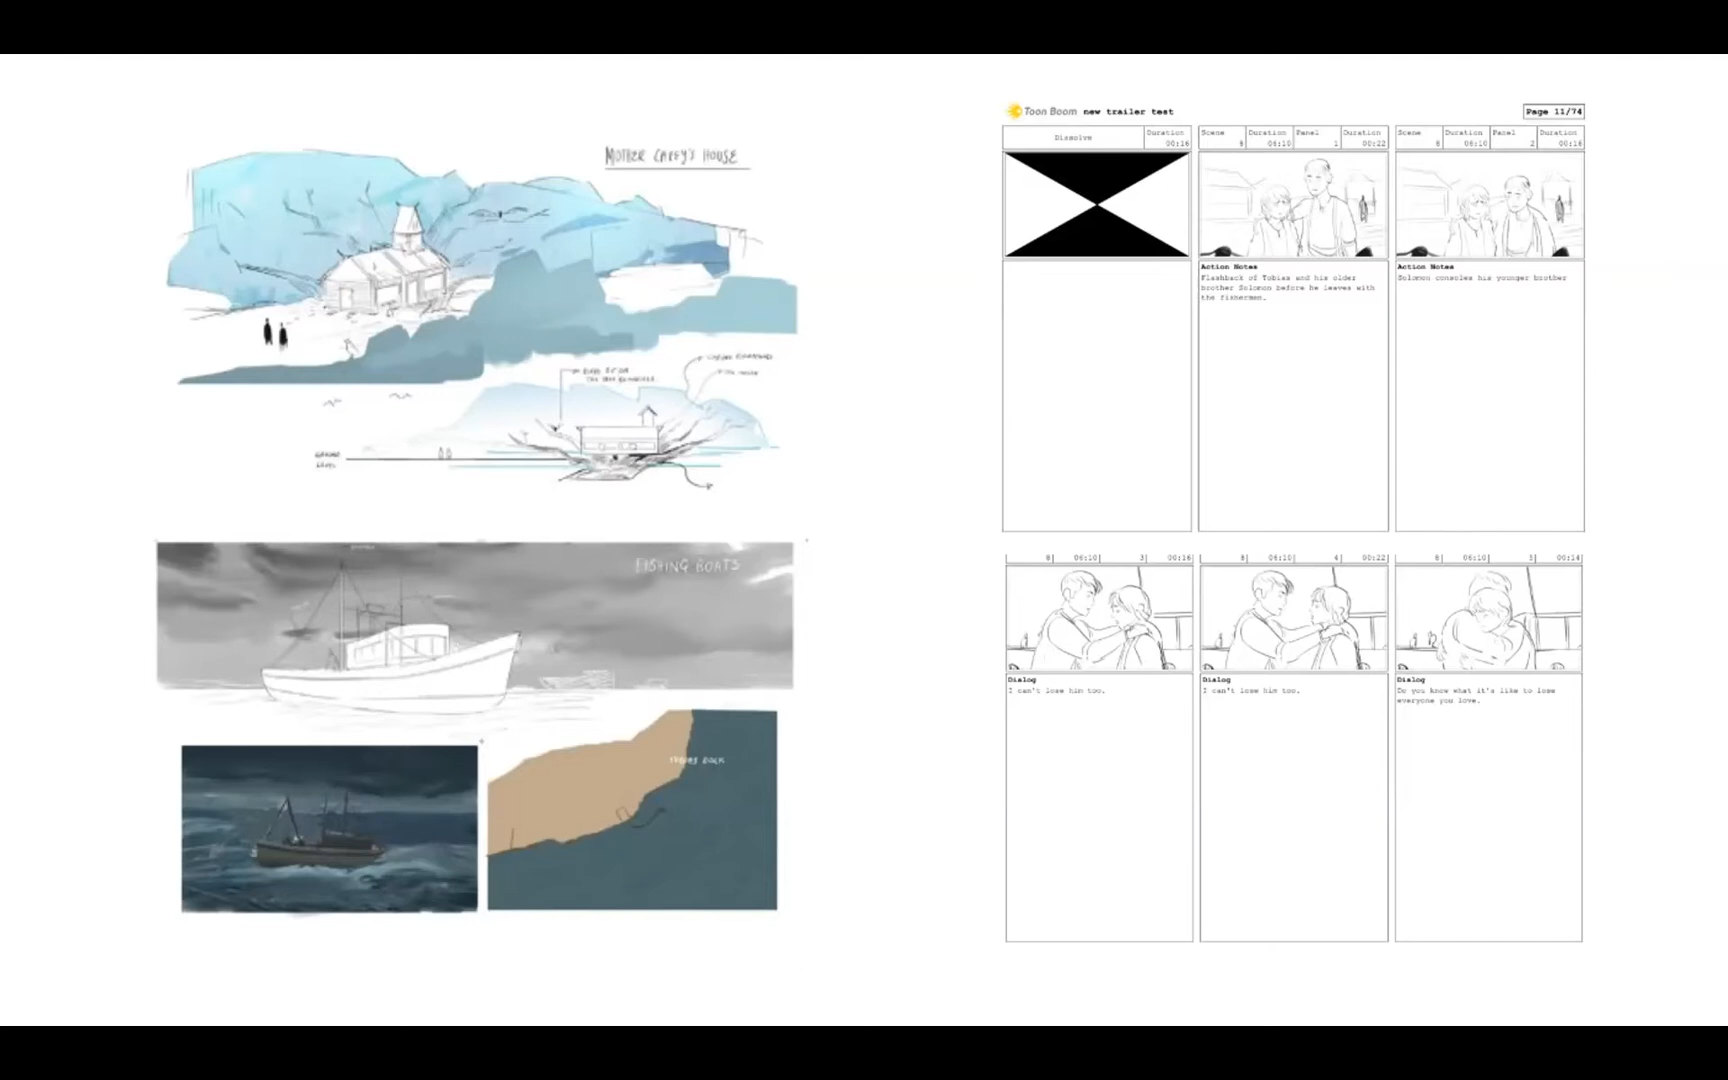 MOTHER CAREY'S HOUSE
GROUND
LEVEL
FISHING BOATS
Toon Boom new trailer test
Page 11/74
Dissolve
Duration
00:16
Scene Duration Panel Duration
8 06:10 1 00:22
Scene Duration Panel Duration
8 06:10 2 00:16
Action Notes
Flashback of Tobias and his older
brother Solomon before he leaves with
the fishermen.
Action Notes
Solomon consoles his younger brother
8 06:10 3 00:16
8 06:10 4 00:22
8 06:10 5 00:14
Dialog
I can't lose him too.
Dialog
I can't lose him too.
Dialog
Do you know what it's like to lose
everyone you love.